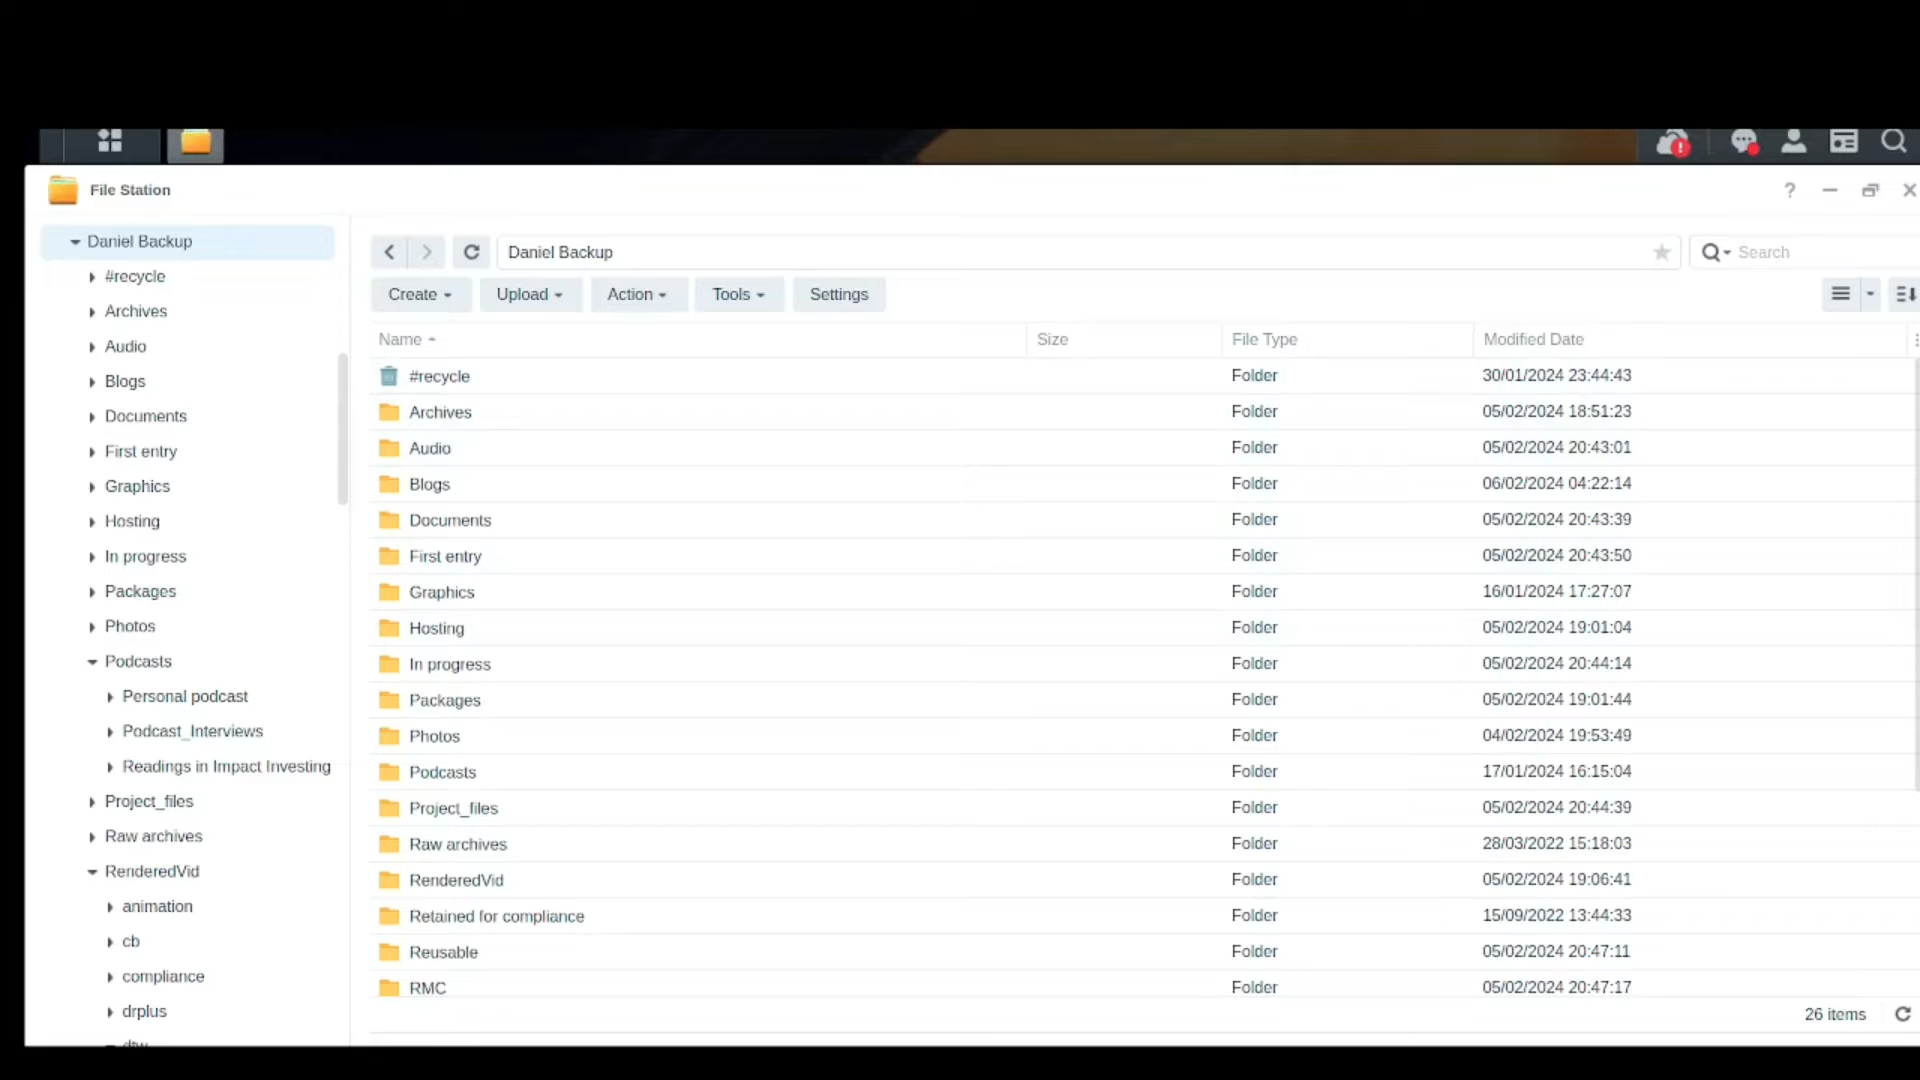 File Station
Daniel Backup
#recycle
Archives
Audio
Blogs
Documents
First entry
Graphics
Hosting
In progress
Packages
Photos
Podcasts
Personal podcast
Podcast_Interviews
Readings in Impact Investing
Project_files
Raw archives
RenderedVid
animation
cb
compliance
drplus
dtw
Daniel Backup
Search
Create Upload Action Tools Settings
Name Size File Type Modified Date
#recycle Folder 30/01/2024 23:44:43
Archives Folder 05/02/2024 18:51:23
Audio Folder 05/02/2024 20:43:01
Blogs Folder 06/02/2024 04:22:14
Documents Folder 05/02/2024 20:43:39
First entry Folder 05/02/2024 20:43:50
Graphics Folder 16/01/2024 17:27:07
Hosting Folder 05/02/2024 19:01:04
In progress Folder 05/02/2024 20:44:14
Packages Folder 05/02/2024 19:01:44
Photos Folder 04/02/2024 19:53:49
Podcasts Folder 17/01/2024 16:15:04
Project_files Folder 05/02/2024 20:44:39
Raw archives Folder 28/03/2022 15:18:03
RenderedVid Folder 05/02/2024 19:06:41
Retained for compliance Folder 15/09/2022 13:44:33
Reusable Folder 05/02/2024 20:47:11
RMC Folder 05/02/2024 20:47:17
26 items